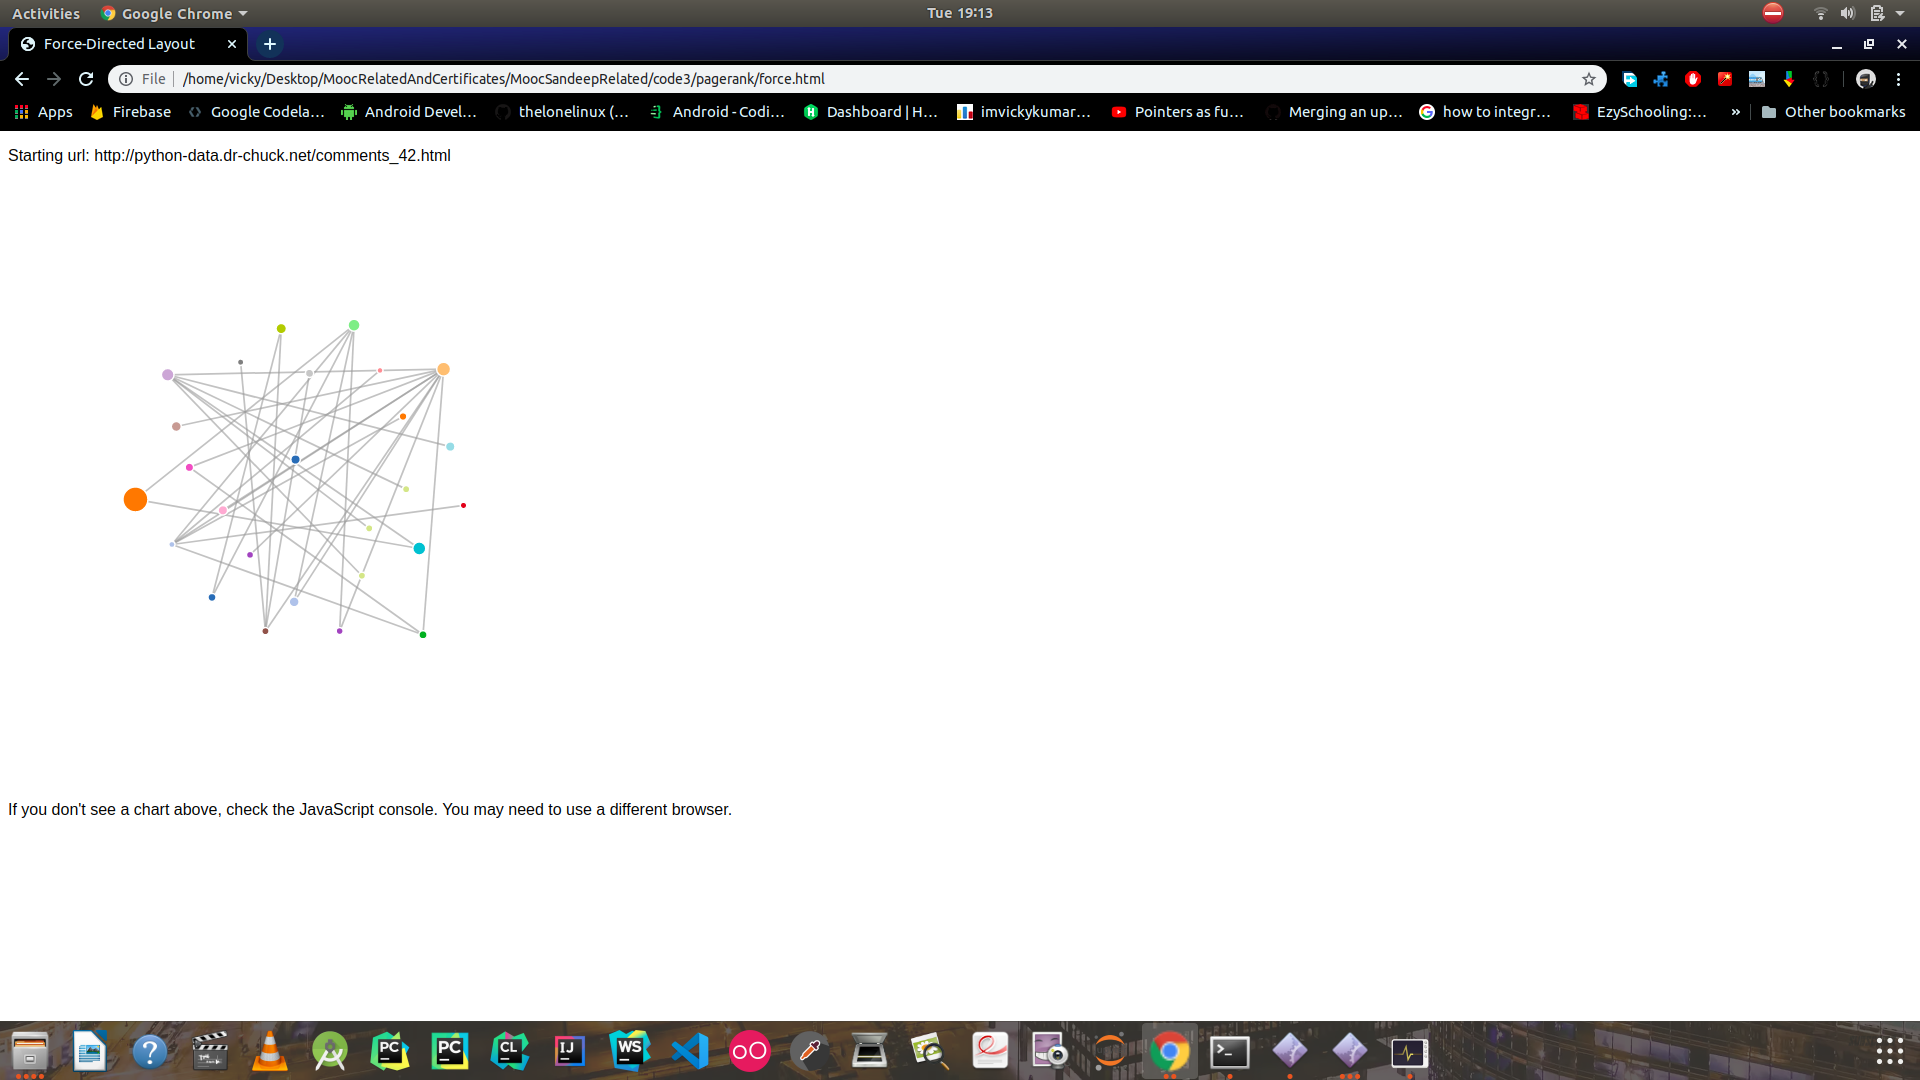 Activities Google Chrome Tue 19:13
Force-Directed Layout
File /home/vicky/Desktop/MoocRelatedAndCertificates/MoocSandeepRelated/code3/pagerank/force.html
Apps Firebase Google Codela... Android Devel... thelonelinux (... Android - Codi... Dashboard | H... imvickykumar... Pointers as fu... Merging an up... how to integr... EzySchooling:... » Other bookmarks
Starting url: http://python-data.dr-chuck.net/comments_42.html
If you don't see a chart above, check the JavaScript console. You may need to use a different browser.
PC PC CL IJ WS